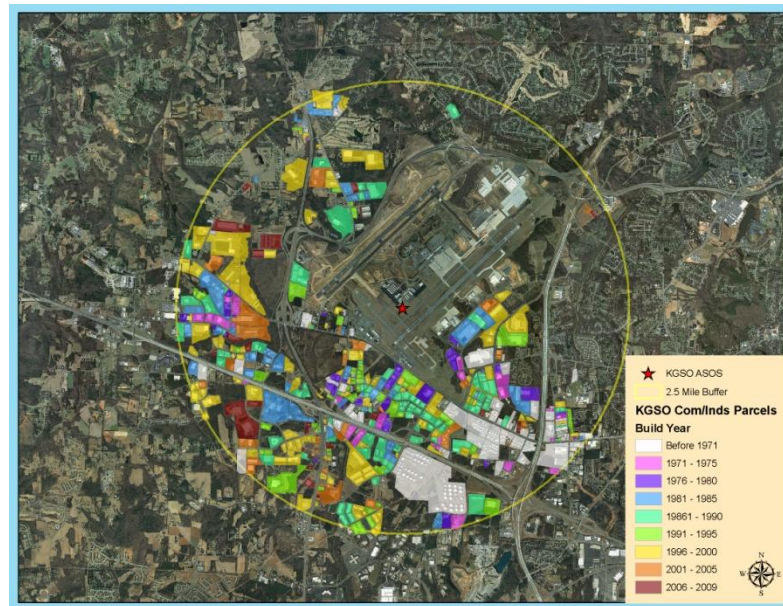 KGSO ASOS
2.5 Mile Buffer
KGSO Com/Inds Parcels
Build Year
Before 1971
1971 - 1975
1976 - 1980
1981 - 1985
19861 - 1990
1991 - 1995
1996 - 2000
2001 - 2005
2006 - 2009
N
W E
S